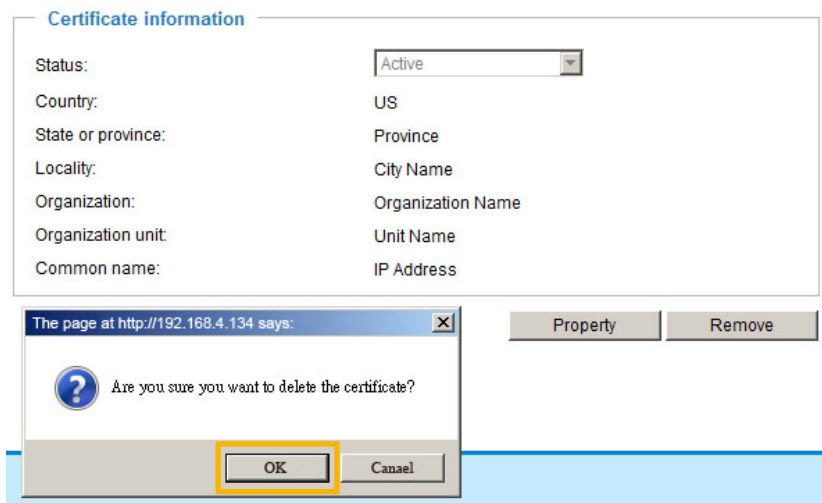 Certificate information
Status: Active
Country: US
State or province: Province
Locality: City Name
Organization: Organization Name
Organization unit: Unit Name
Common name: IP Address
The page at http://192.168.4.134 says:
Property Remove
Are you sure you want to delete the certificate?
OK Canael